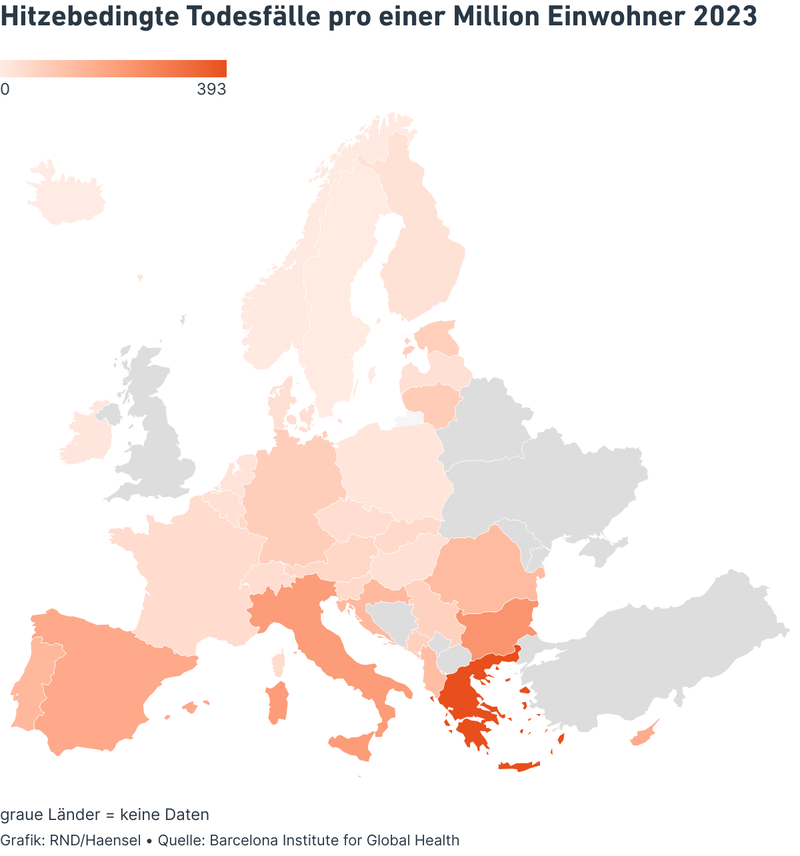 Hitzebedingte Todesfälle pro einer Million Einwohner 2023
0 393
graue Länder = keine Daten
Grafik: RND/Haensel • Quelle: Barcelona Institute for Global Health